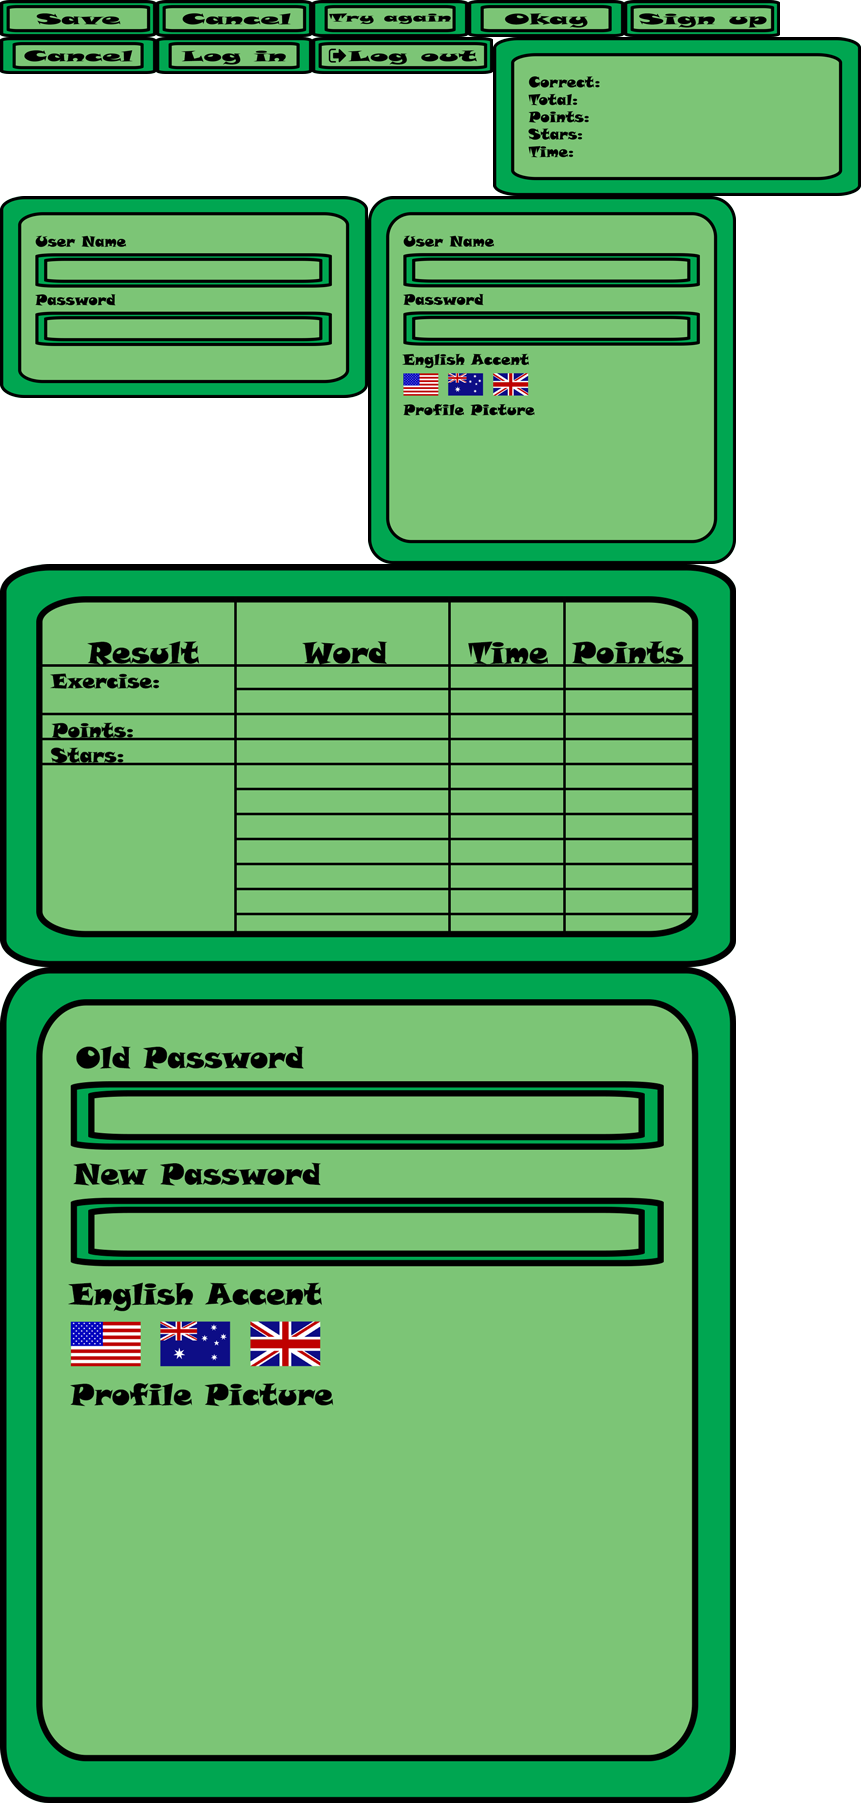 Save
Cancel
Try again
Okay
Sign up
Cancel
Log in
Log out
Correct:
Total:
Points:
Stars:
Time:
User Name
Password
User Name
Password
English Accent
Profile Picture
Result Word Time Points
Exercise:
Points:
Stars:
Old Password
New Password
English Accent
Profile Picture